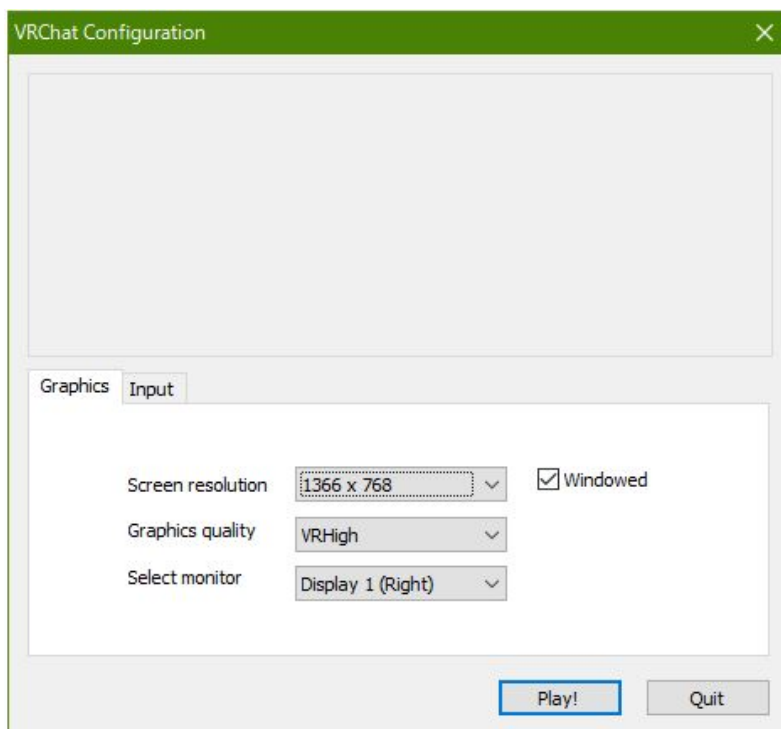 VRChat Configuration
Graphics Input
Screen resolution 1366 x 768 Windowed
Graphics quality VRHigh
Select monitor Display 1 (Right)
Play! Quit